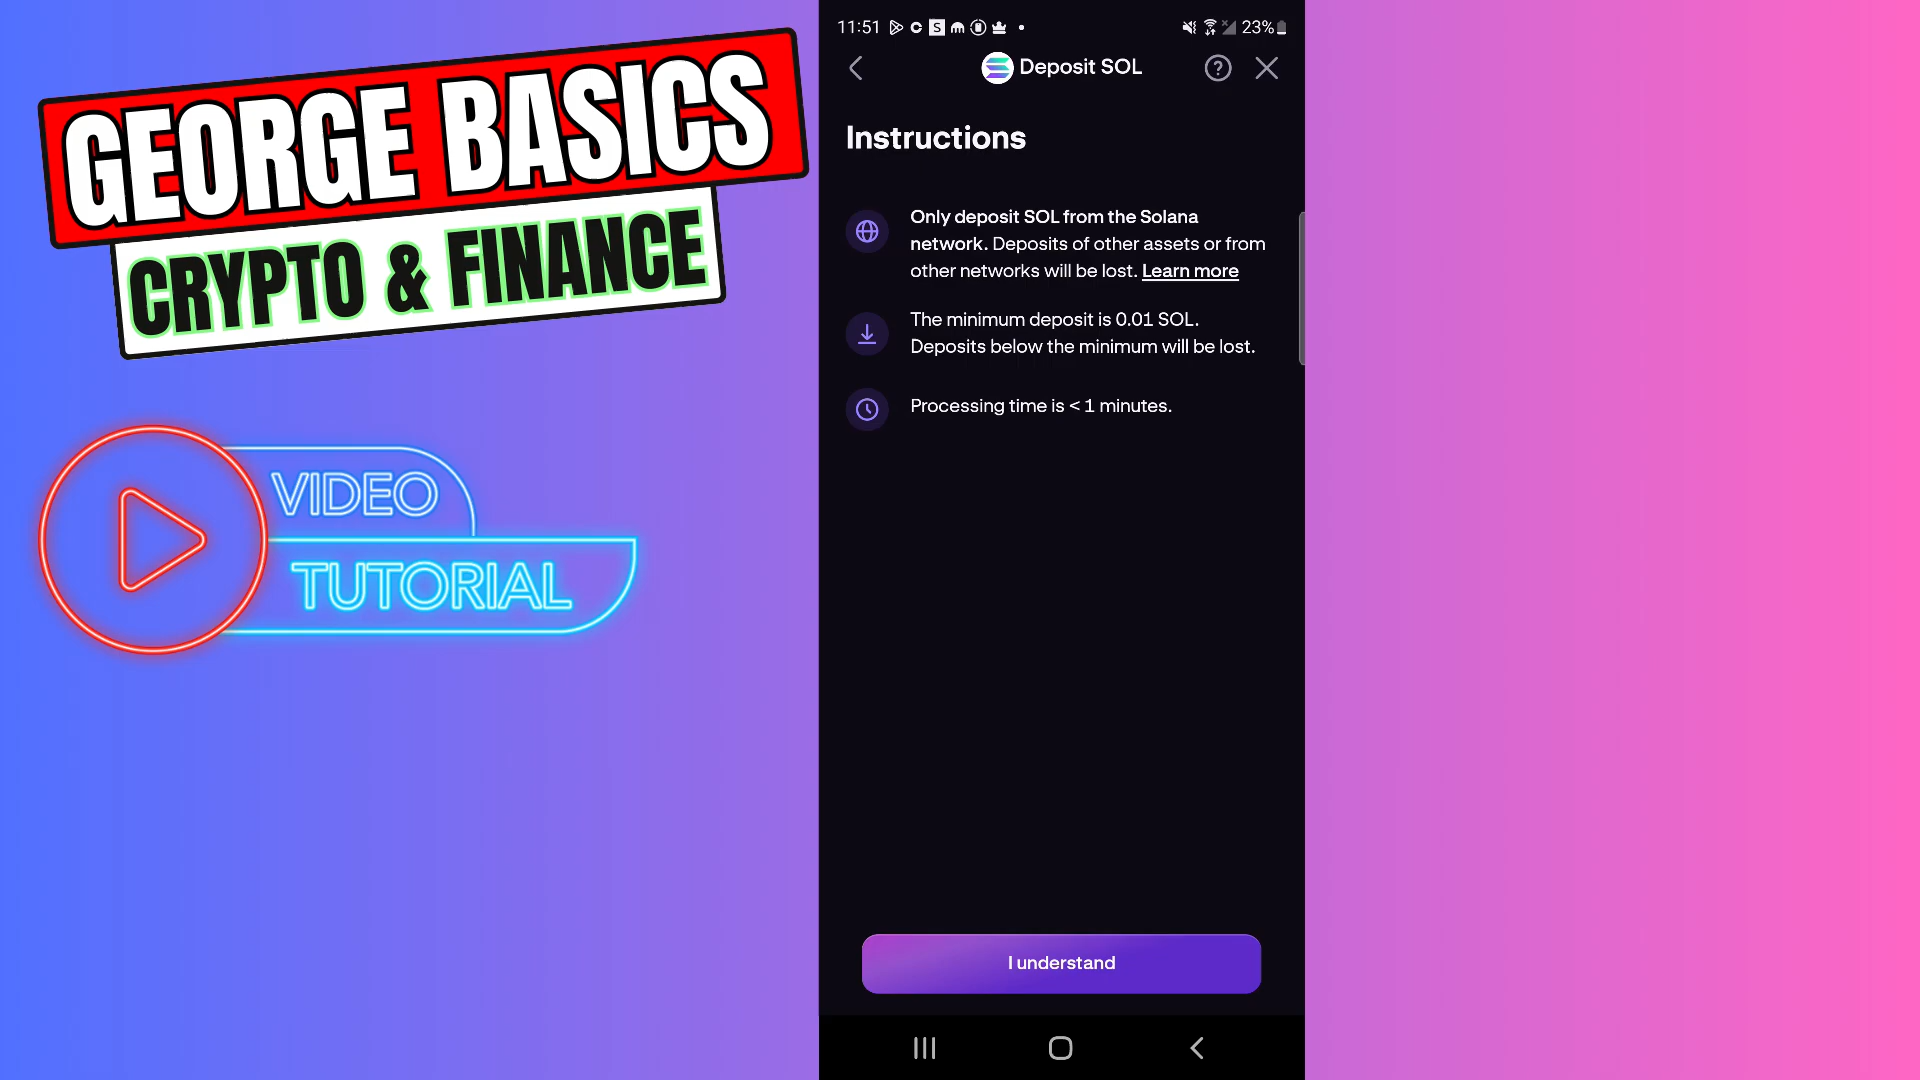 GEORGE BASICS
CRYPTO & FINANCE
VIDEO
TUTORIAL
11:51
S
23%
Deposit SOL
?
Instructions
Only deposit SOL from the Solana
network. Deposits of other assets or from
other networks will be lost. Learn more
The minimum deposit is 0.01 SOL.
Deposits below the minimum will be lost.
Processing time is < 1 minutes.
I understand